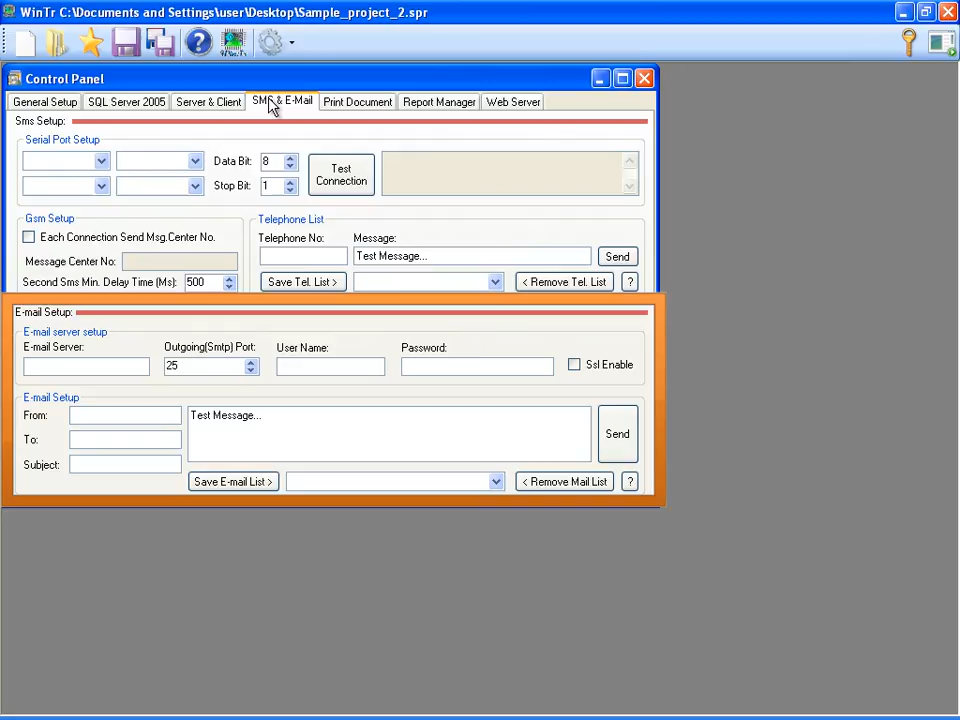 WinTr C:\Documents and Settings\user\Desktop\Sample_project_2.spr
Control Panel
General Setup SQL Server 2005 Server & Client SMS & E-Mail Print Document Report Manager Web Server
Sms Setup:
Serial Port Setup
Data Bit: 8
Test Connection
Stop Bit: 1
Gsm Setup
Telephone List
Each Connection Send Msg.Center No.
Telephone No: Message:
Message Center No:
Test Message... Send
Second Sms Min. Delay Time (Ms): 500
Save Tel. List > < Remove Tel. List ?
E-mail Setup:
E-mail server setup
E-mail Server: Outgoing(Smtp) Port: User Name: Password:
25 Ssl Enable
E-mail Setup
From: Test Message...
To: Send
Subject:
Save E-mail List > < Remove Mail List ?